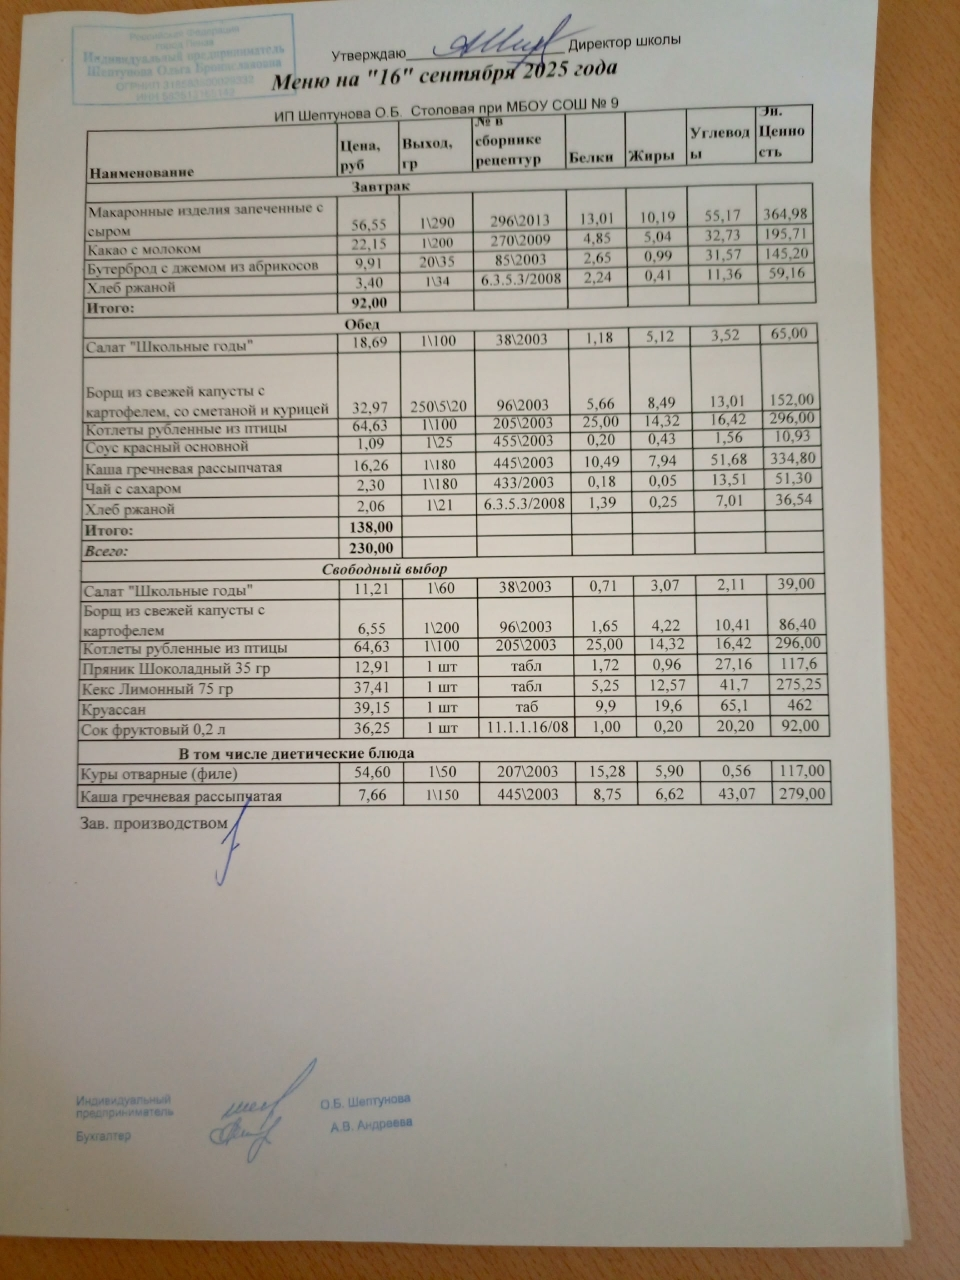 Российская Федерация
город Пенза
Индивидуальный предприниматель
Шептунова Ольга Брониславовна
Утверждаю Директор школы
Меню на "16" сентября 2025 года
ИП Шептунова О.Б. Столовая при МБОУ СОШ № 9
Наименование Цена, руб Выход, гр № в сборнике рецептур Белки Жиры Углеводы Эн. Ценность
Завтрак
Макаронные изделия запеченные с сыром 56,55 1\290 296\2013 13,01 10,19 55,17 364,98
Какао с молоком 22,15 1\200 270\2009 4,85 5,04 32,73 195,71
Бутерброд с джемом из абрикосов 9,91 20\35 85\2003 2,65 0,99 31,57 145,20
Хлеб ржаной 3,40 1\34 6.3.5.3/2008 2,24 0,41 11,36 59,16
Итого: 92,00
Обед
Салат "Школьные годы" 18,69 1\100 38\2003 1,18 5,12 3,52 65,00
Борщ из свежей капусты с картофелем, со сметаной и курицей 32,97 250\5\20 96\2003 5,66 8,49 13,01 152,00
Котлеты рубленные из птицы 64,63 1\100 205\2003 25,00 14,32 16,42 296,00
Соус красный основной 1,09 1\25 455\2003 0,20 0,43 1,56 10,93
Каша гречневая рассыпчатая 16,26 1\180 445\2003 10,49 7,94 51,68 334,80
Чай с сахаром 2,30 1\180 433/2003 0,18 0,05 13,51 51,30
Хлеб ржаной 2,06 1\21 6.3.5.3/2008 1,39 0,25 7,01 36,54
Итого: 138,00
Всего: 230,00
Свободный выбор
Салат "Школьные годы" 11,21 1\60 38\2003 0,71 3,07 2,11 39,00
Борщ из свежей капусты с картофелем 6,55 1\200 96\2003 1,65 4,22 10,41 86,40
Котлеты рубленные из птицы 64,63 1\100 205\2003 25,00 14,32 16,42 296,00
Пряник Шоколадный 35 гр 12,91 1 шт табл 1,72 0,96 27,16 117,6
Кекс Лимонный 75 гр 37,41 1 шт табл 5,25 12,57 41,7 275,25
Круассан 39,15 1 шт таб 9,9 19,6 65,1 462
Сок фруктовый 0,2 л 36,25 1 шт 11.1.1.16/08 1,00 0,20 20,20 92,00
В том числе диетические блюда
Куры отварные (филе) 54,60 1\50 207\2003 15,28 5,90 0,56 117,00
Каша гречневая рассыпчатая 7,66 1\150 445\2003 8,75 6,62 43,07 279,00
Зав. производством
Индивидуальный
предприниматель О.Б. Шептунова
Бухгалтер А.В. Андреева